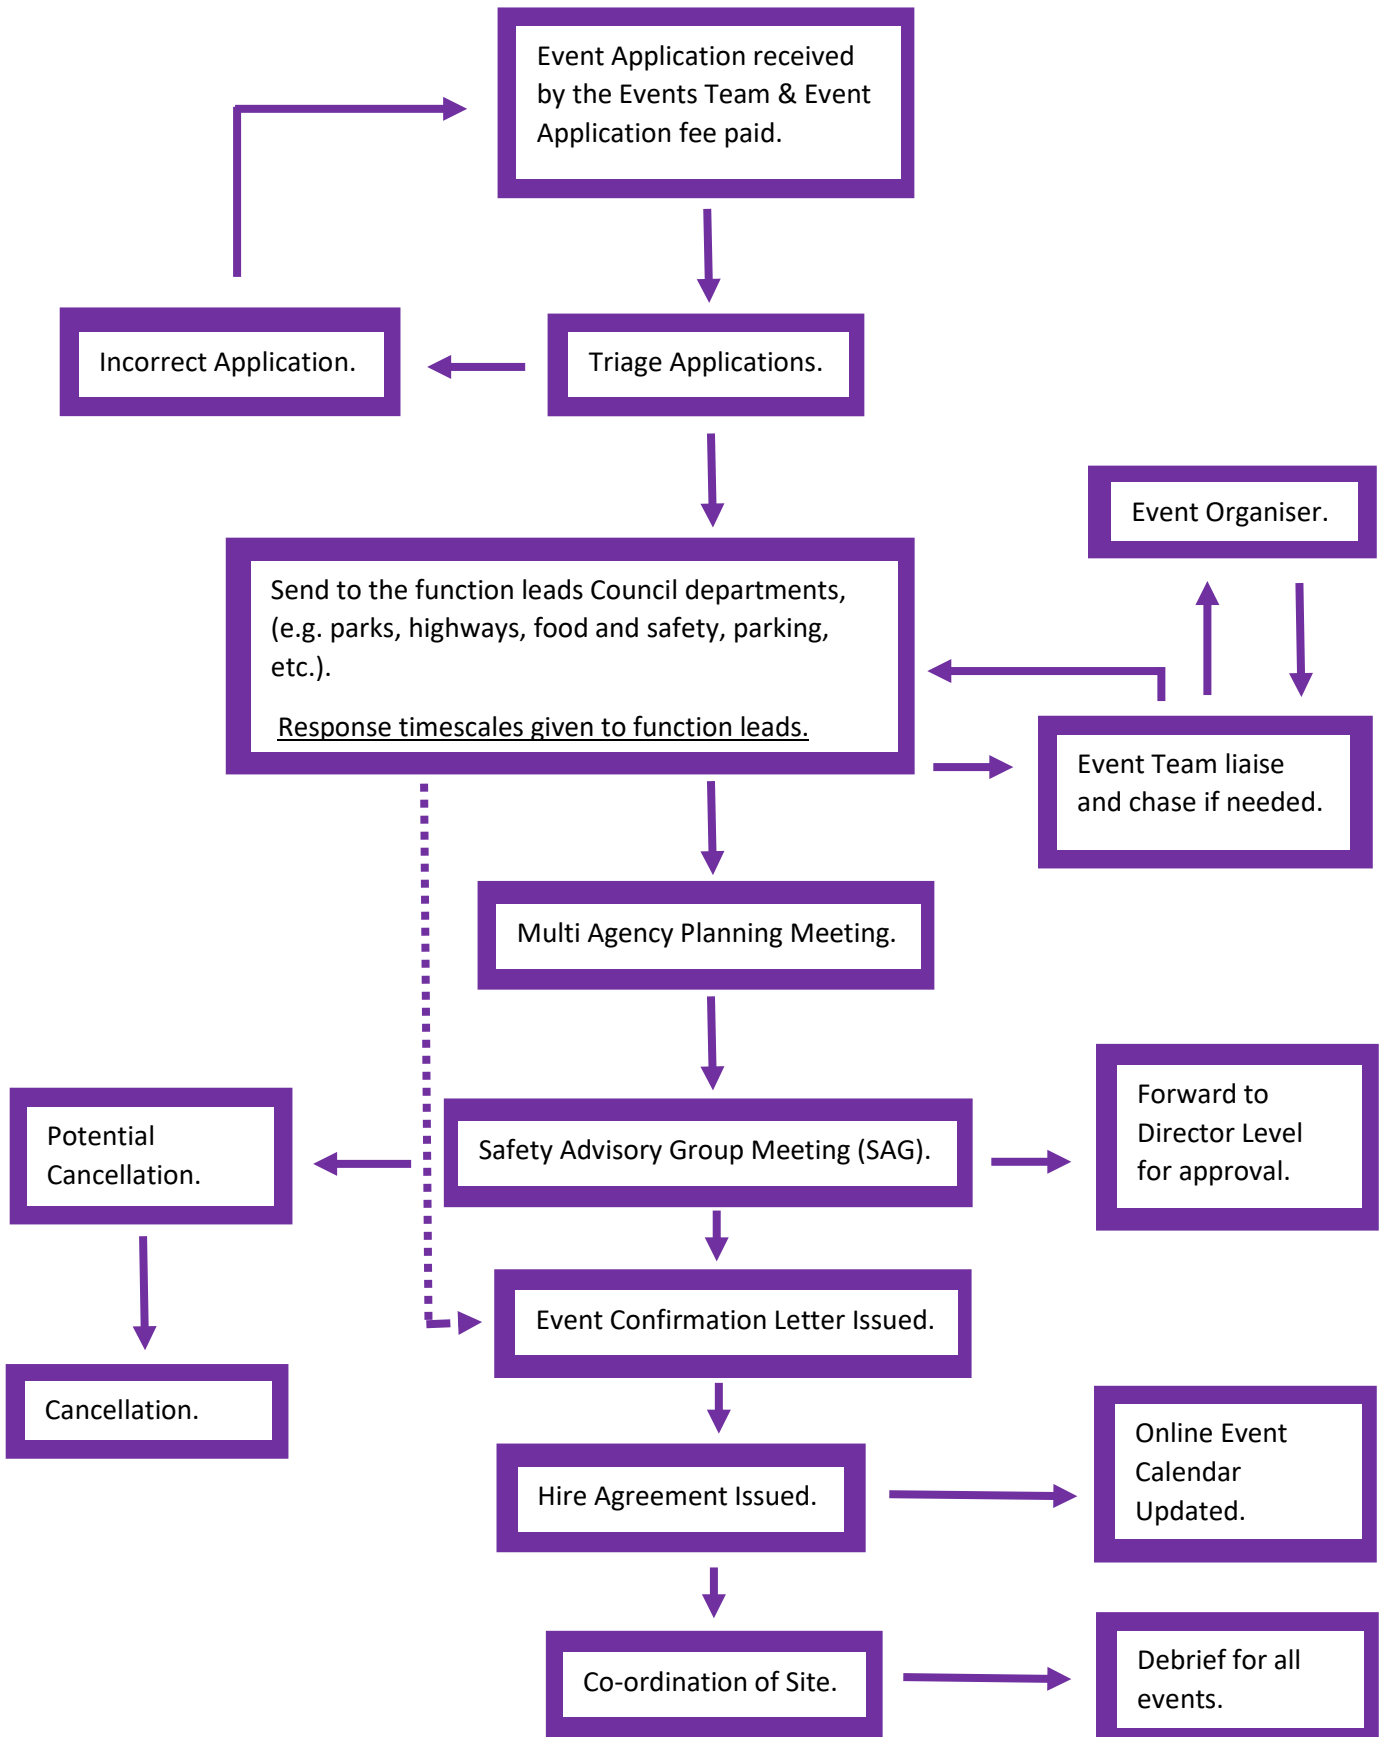 Event Application received
by the Events Team & Event
Application fee paid.
Incorrect Application.
Triage Applications.
Event Organiser.
Send to the function leads Council departments,
(e.g. parks, highways, food and safety, parking,
etc.).
Response timescales given to function leads.
Event Team liaise
and chase if needed.
Multi Agency Planning Meeting.
Potential
Cancellation.
Safety Advisory Group Meeting (SAG).
Forward to
Director Level
for approval.
Event Confirmation Letter Issued.
Cancellation.
Hire Agreement Issued.
Online Event
Calendar
Updated.
Co-ordination of Site.
Debrief for all
events.